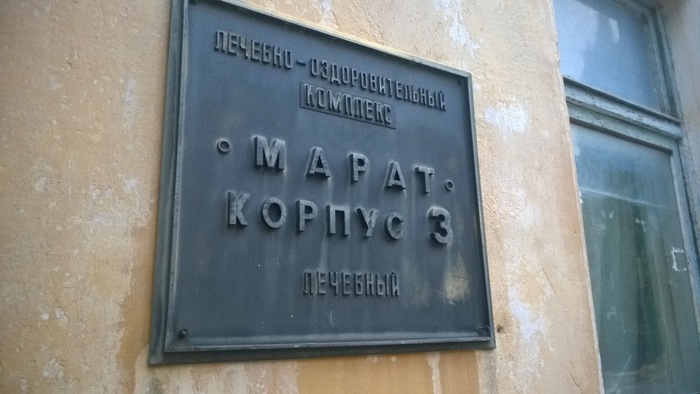 ЛЕЧЕБНО-ОЗДОРОВИТЕЛЬНЫЙ
КОМПЛЕКС
МАРАТ
КОРПУС 3
ЛЕЧЕБНЫЙ